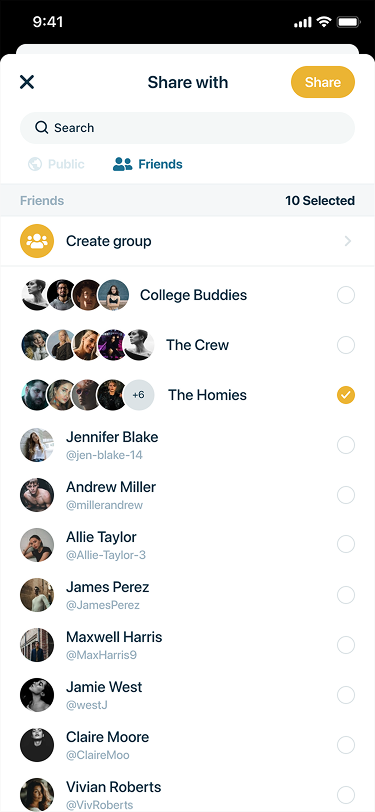 9:41
Share with
Share
Search
Public
Friends
Friends
10 Selected
Create group
College Buddies
The Crew
+6
The Homies
Jennifer Blake
@jen-blake-14
Andrew Miller
@millerandrew
Allie Taylor
@Allie-Taylor-3
James Perez
@JamesPerez
Maxwell Harris
@MaxHarris9
Jamie West
@westJ
Claire Moore
@ClaireMoo
Vivian Roberts
@VivRoberts